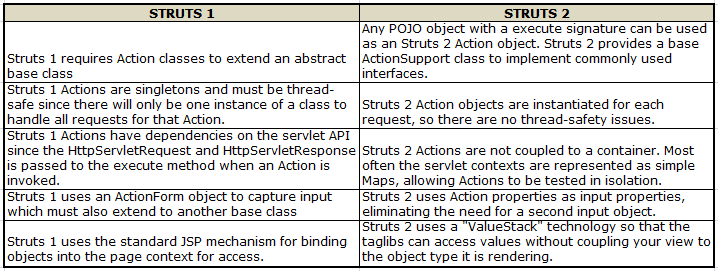 STRUTS 1
STRUTS 2
Struts 1 requires Action classes to extend an abstract
base class
Any POJO object with a execute signature can be used
as an Struts 2 Action object. Struts 2 provides a base
ActionSupport class to implement commonly used
interfaces.
Struts 1 Actions are singletons and must be thread-
safe since there will only be one instance of a class to
handle all requests for that Action.
Struts 2 Action objects are instantiated for each
request, so there are no thread-safety issues.
Struts 1 Actions have dependencies on the servlet API
since the HttpServletRequest and HttpServletResponse
is passed to the execute method when an Action is
invoked.
Struts 2 Actions are not coupled to a container. Most
often the servlet contexts are represented as simple
Maps, allowing Actions to be tested in isolation.
Struts 1 uses an ActionForm object to capture input
which must also extend to another base class
Struts 2 uses Action properties as input properties,
eliminating the need for a second input object.
Struts 1 uses the standard JSP mechanism for binding
objects into the page context for access.
Struts 2 uses a "ValueStack" technology so that the
taglibs can access values without coupling your view to
the object type it is rendering.